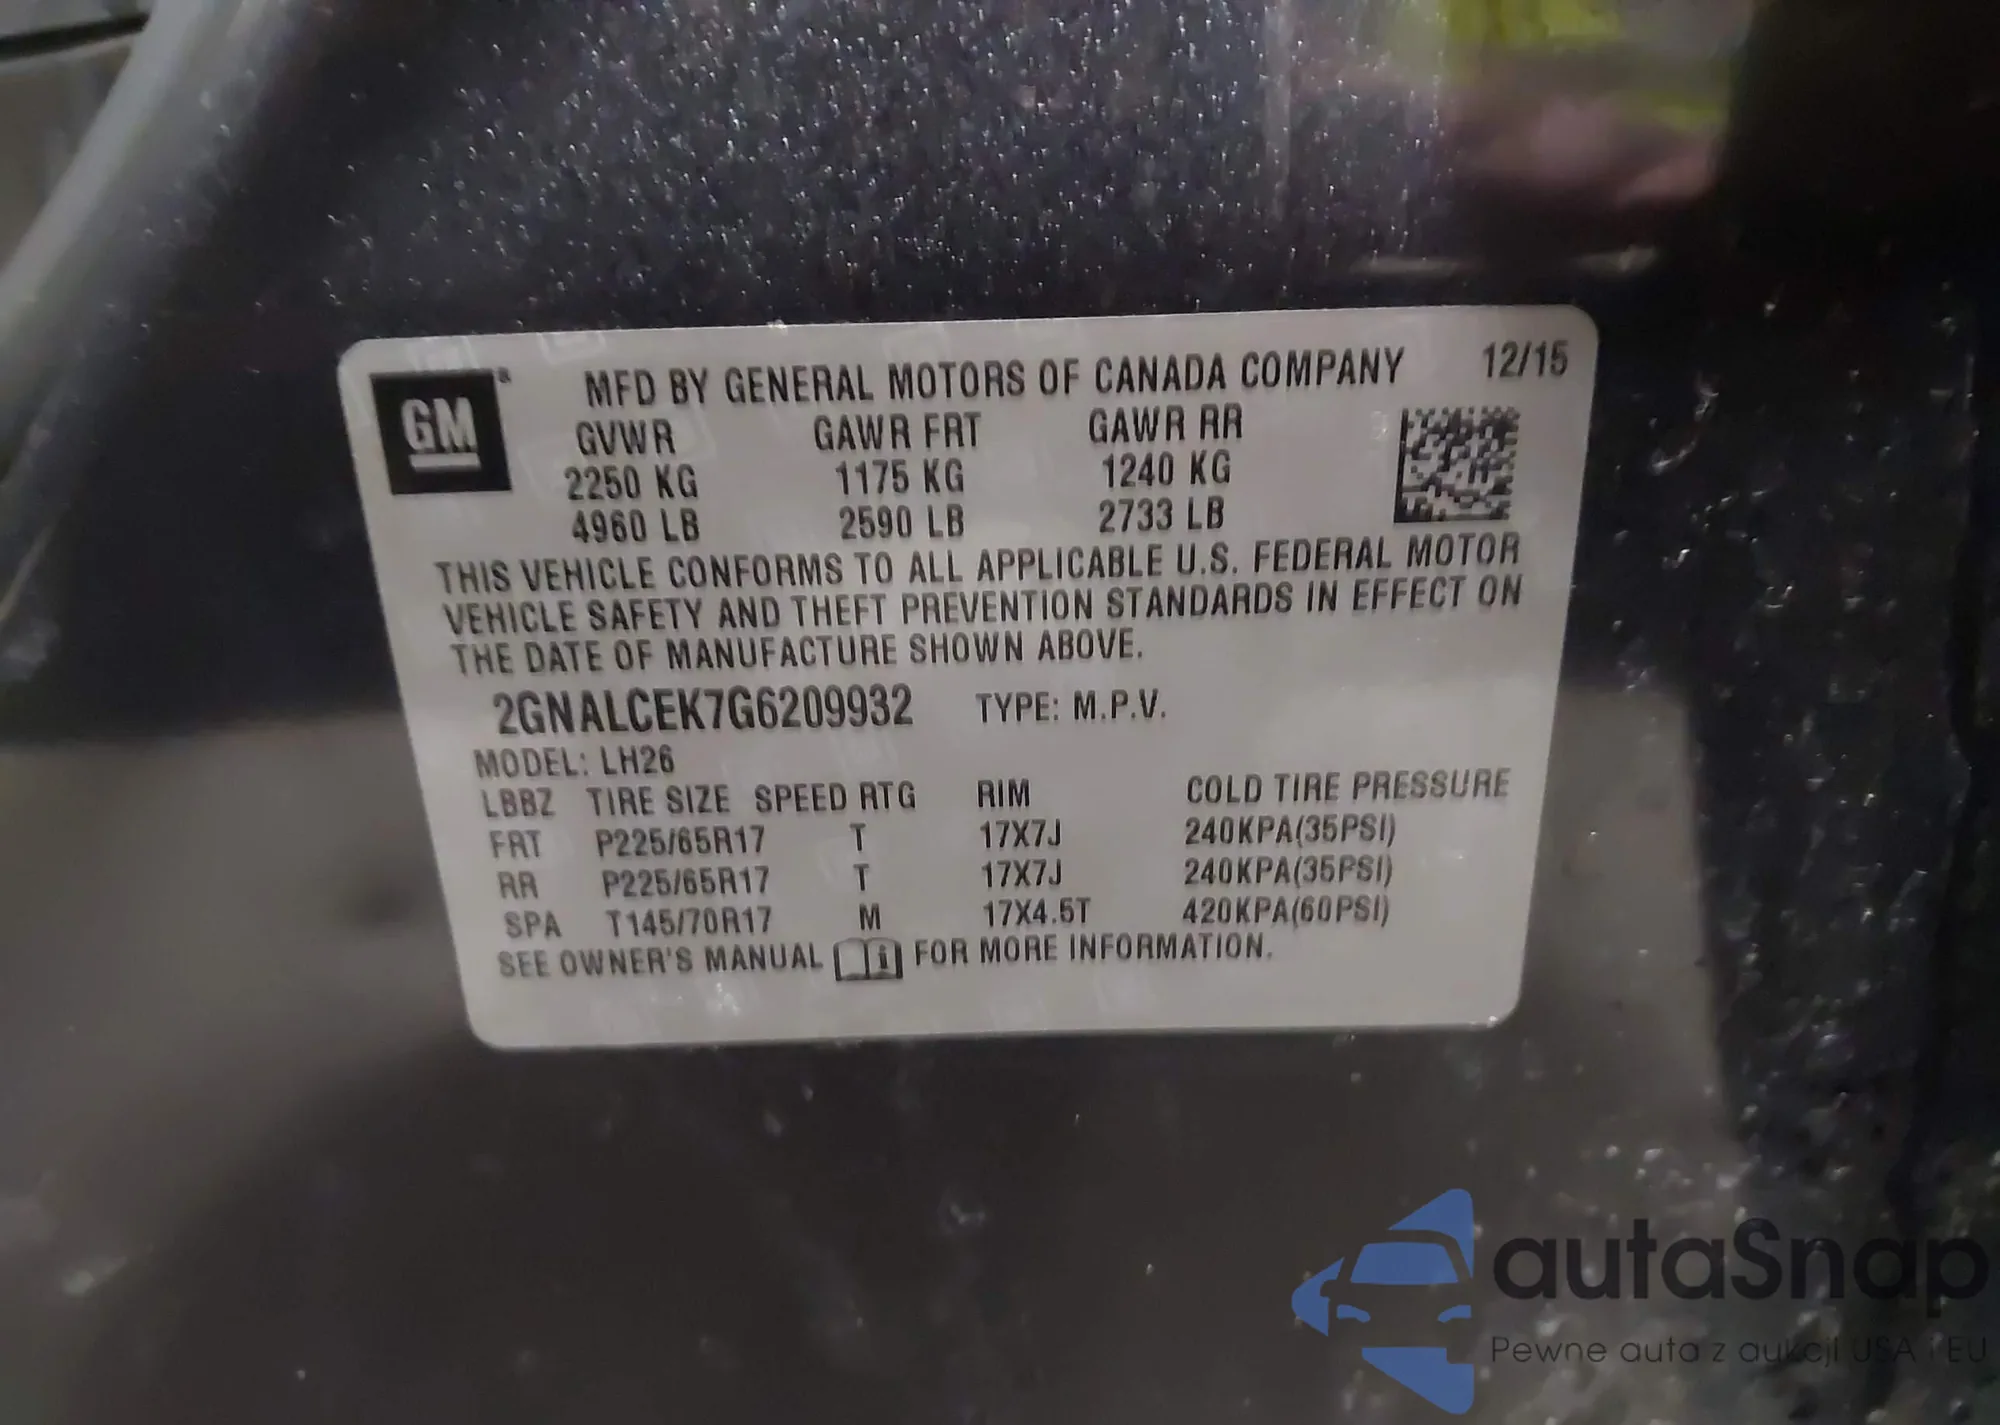 GM
MFD BY GENERAL MOTORS OF CANADA COMPANY 12/15
GVWR GAWR FRT GAWR RR
2250 KG 1175 KG 1240 KG
4960 LB 2590 LB 2733 LB
THIS VEHICLE CONFORMS TO ALL APPLICABLE U.S. FEDERAL MOTOR
VEHICLE SAFETY AND THEFT PREVENTION STANDARDS IN EFFECT ON
THE DATE OF MANUFACTURE SHOWN ABOVE.
2GNALCEK7G6209932 TYPE: M.P.V.
MODEL: LH26
LBBZ TIRE SIZE SPEED RTG RIM COLD TIRE PRESSURE
FRT P225/65R17 T 17X7J 240KPA(35PSI)
RR P225/65R17 T 17X7J 240KPA(35PSI)
SPA T145/70R17 M 17X4.5T 420KPA(60PSI)
SEE OWNER'S MANUAL FOR MORE INFORMATION.
autaSnap
Pewne auta z aukcji USA i EU